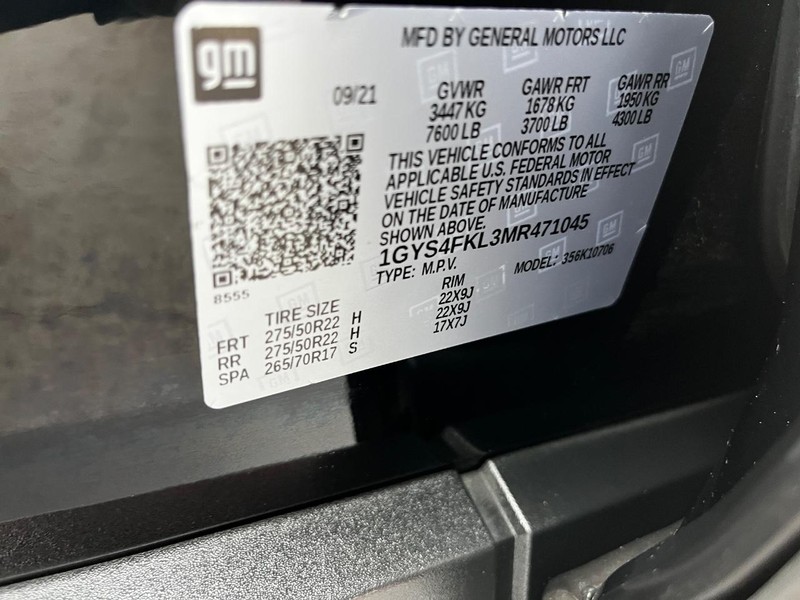 gm
MFD BY GENERAL MOTORS LLC
09/21
GVWR GAWR FRT GAWR RR
3447 KG 1678 KG 1950 KG
7600 LB 3700 LB 4300 LB
THIS VEHICLE CONFORMS TO ALL
APPLICABLE U.S. FEDERAL MOTOR
VEHICLE SAFETY STANDARDS IN EFFECT
ON THE DATE OF MANUFACTURE
SHOWN ABOVE.
1GYS4FKL3MR471045
TYPE: M.P.V. MODEL: 356K10706
8555
TIRE SIZE RIM
FRT 275/50R22 H 22X9J
RR 275/50R22 H 22X9J
SPA 265/70R17 S 17X7J